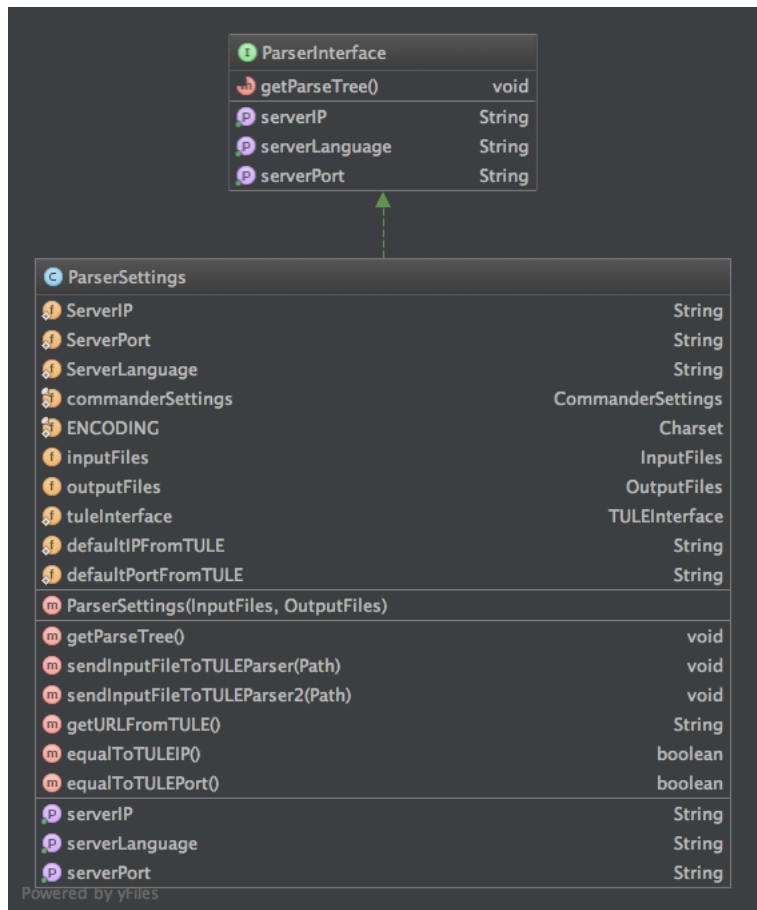 ParserInterface
getParseTree() void
serverIP String
serverLanguage String
serverPort String
ParserSettings
ServerIP String
ServerPort String
ServerLanguage String
commanderSettings CommanderSettings
ENCODING Charset
inputFiles InputFiles
outputFiles OutputFiles
tuleInterface TULEInterface
defaultIPFromTULE String
defaultPortFromTULE String
ParserSettings(InputFiles, OutputFiles)
getParseTree() void
sendInputFileToTULEParser(Path) void
sendInputFileToTULEParser2(Path) void
getURLFromTULE() String
equalToTULEIP() boolean
equalToTULEPort() boolean
serverIP String
serverLanguage String
serverPort String
Powered by yFiles